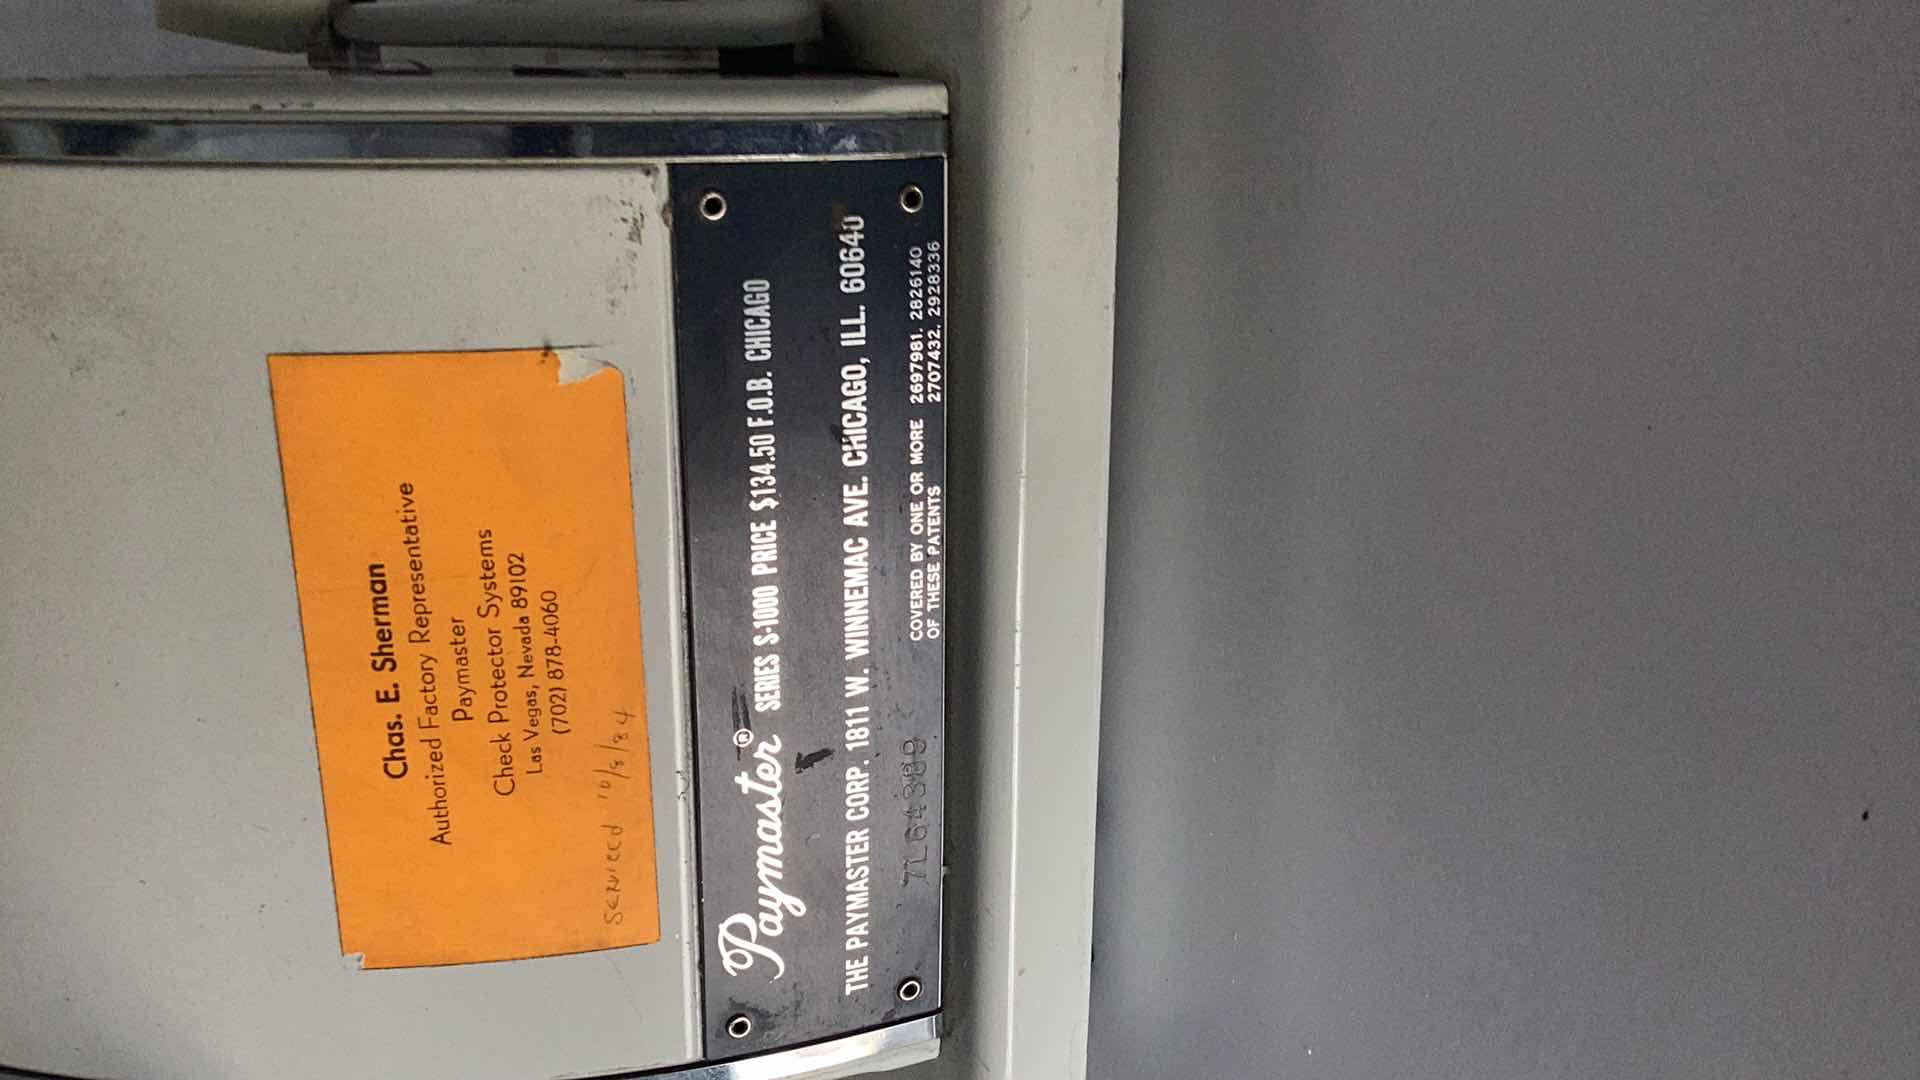 Chas. E. Sherman
Authorized Factory Representative
Paymaster
Check Protector Systems
Las Vegas, Nevada 89102
(702) 878-4060
Serviced 10/8/84
Paymaster® SERIES S-1000 PRICE $134.50 F.O.B. CHICAGO
THE PAYMASTER CORP. 1811 W. WINNEMAC AVE. CHICAGO, ILL. 60640
COVERED BY ONE OR MORE 2697981, 2826140
OF THESE PATENTS 2707432, 2928336